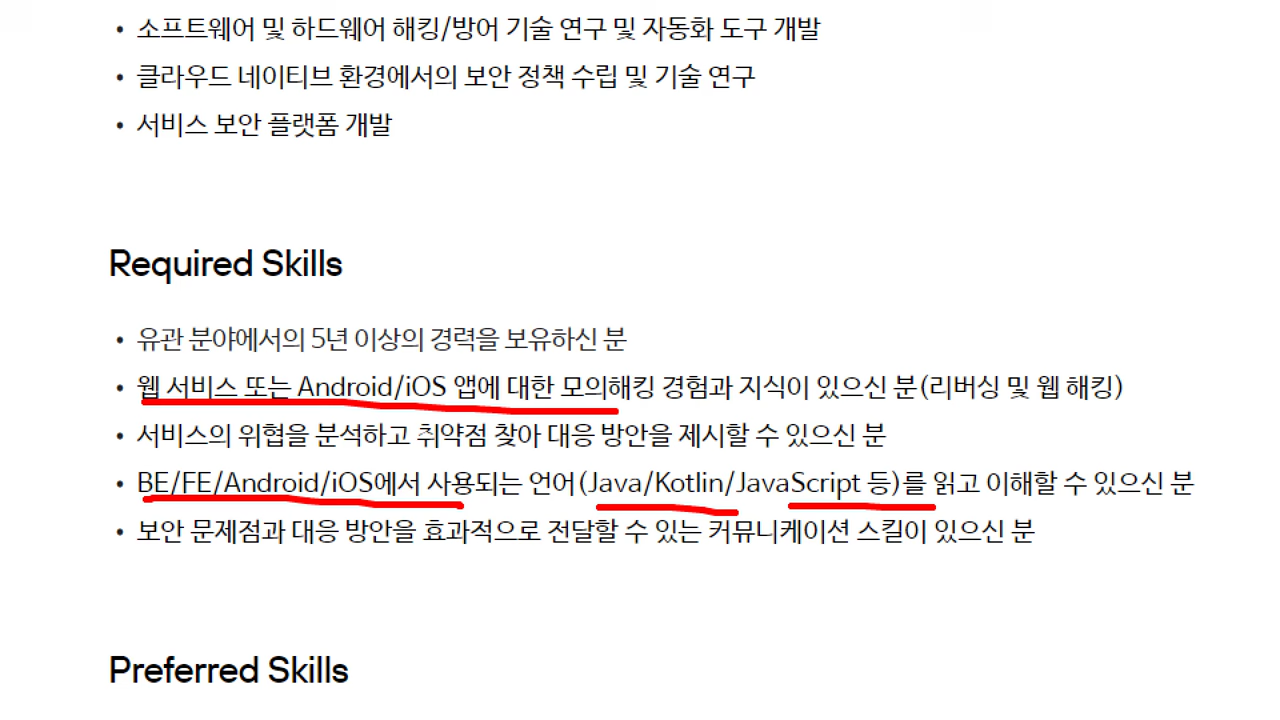 • 소프트웨어 및 하드웨어 해킹/방어 기술 연구 및 자동화 도구 개발
• 클라우드 네이티브 환경에서의 보안 정책 수립 및 기술 연구
• 서비스 보안 플랫폼 개발
Required Skills
• 유관 분야에서의 5년 이상의 경력을 보유하신 분
• 웹 서비스 또는 Android/iOS 앱에 대한 모의해킹 경험과 지식이 있으신 분(리버싱 및 웹 해킹)
• 서비스의 위협을 분석하고 취약점 찾아 대응 방안을 제시할 수 있으신 분
• BE/FE/Android/iOS에서 사용되는 언어(Java/Kotlin/JavaScript 등)를 읽고 이해할 수 있으신 분
• 보안 문제점과 대응 방안을 효과적으로 전달할 수 있는 커뮤니케이션 스킬이 있으신 분
Preferred Skills